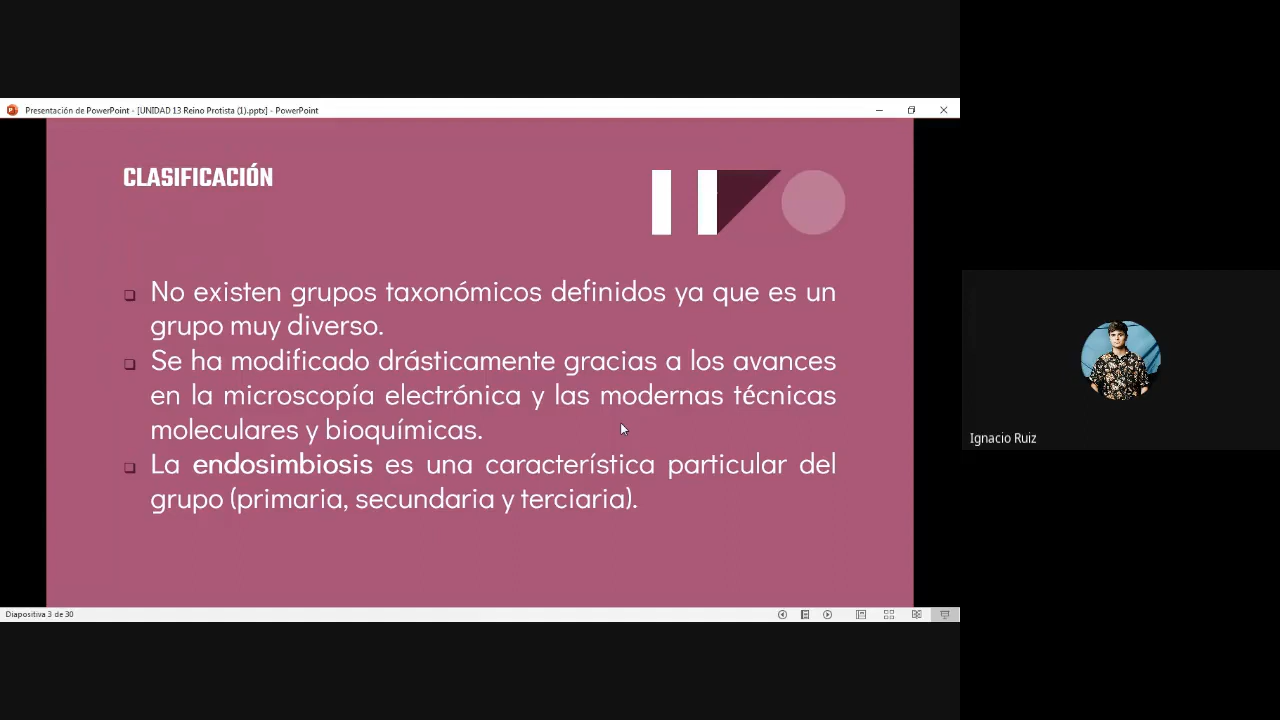 Presentación de PowerPoint - [UNIDAD 13 Reino Protista (1).pptx] - PowerPoint
CLASIFICACIÓN
❑ No existen grupos taxonómicos definidos ya que es un
grupo muy diverso.
❑ Se ha modificado drásticamente gracias a los avances
en la microscopía electrónica y las modernas técnicas
moleculares y bioquímicas.
❑ La endosimbiosis es una característica particular del
grupo (primaria, secundaria y terciaria).
Ignacio Ruiz
Diapositiva 3 de 30